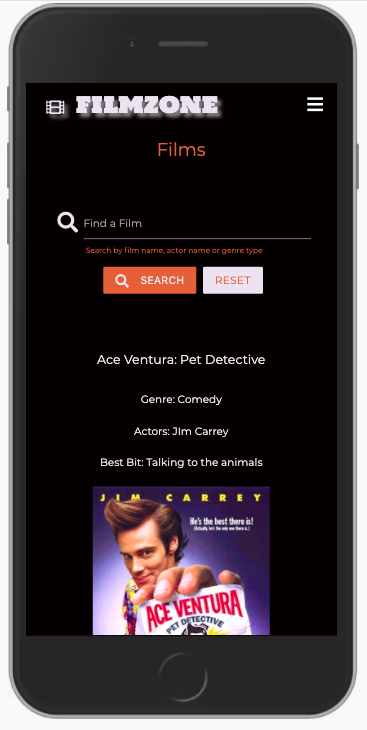 FILMZONE
Films
Find a Film
Search by film name, actor name or genre type
SEARCH
RESET
Ace Ventura: Pet Detective
Genre: Comedy
Actors: JIm Carrey
Best Bit: Talking to the animals
JIM CARREY
He's the best there is!
(Actually, he's the only one there is.)
ACE VENTURA
PET DETECTIVE